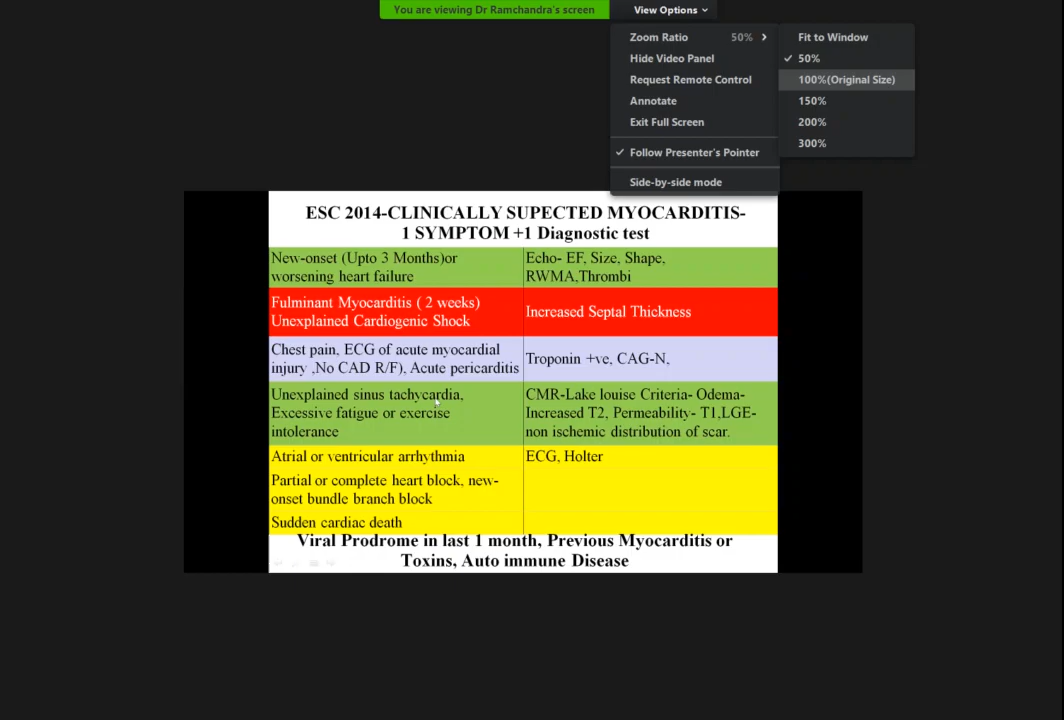 You are viewing Dr Ramchandra's screen
View Options
Zoom Ratio 50%
Hide Video Panel
Request Remote Control
Annotate
Exit Full Screen
Follow Presenter's Pointer
Side-by-side mode
Fit to Window
50%
100%(Original Size)
150%
200%
300%
ESC 2014-CLINICALLY SUPECTED MYOCARDITIS-
1 SYMPTOM +1 Diagnostic test
New-onset (Upto 3 Months)or
worsening heart failure
Echo- EF, Size, Shape,
RWMA,Thrombi
Fulminant Myocarditis ( 2 weeks)
Unexplained Cardiogenic Shock
Increased Septal Thickness
Chest pain, ECG of acute myocardial
injury ,No CAD R/F), Acute pericarditis
Troponin +ve, CAG-N,
Unexplained sinus tachycardia,
Excessive fatigue or exercise
intolerance
CMR-Lake louise Criteria- Odema-
Increased T2, Permeability- T1,LGE-
non ischemic distribution of scar.
Atrial or ventricular arrhythmia
ECG, Holter
Partial or complete heart block, new-
onset bundle branch block
Sudden cardiac death
Viral Prodrome in last 1 month, Previous Myocarditis or
Toxins, Auto immune Disease